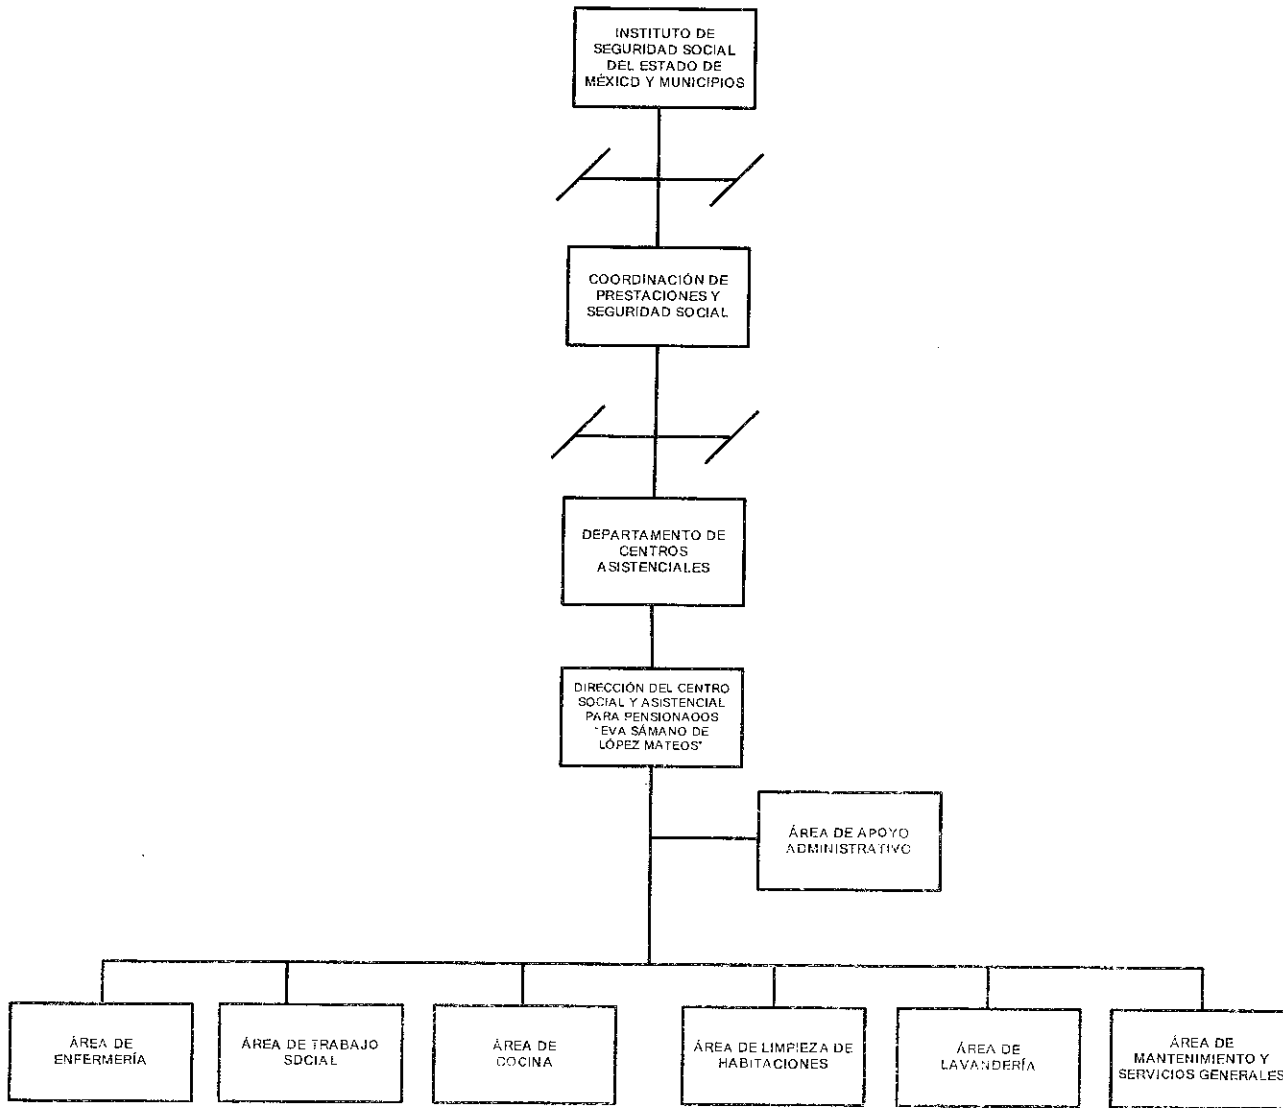 INSTITUTO DE
SEGURIDAD SOCIAL
DEL ESTADO DE
MÉXICO Y MUNICIPIOS
COORDINACIÓN DE
PRESTACIONES Y
SEGURIDAD SOCIAL
DEPARTAMENTO DE
CENTROS
ASISTENCIALES
DIRECCIÓN DEL CENTRO
SOCIAL Y ASISTENCIAL
PARA PENSIONADOS
"EVA SÁMANO DE
LÓPEZ MATEOS"
ÁREA DE APOYO
ADMINISTRATIVO
ÁREA DE
ENFERMERÍA
ÁREA DE TRABAJO
SOCIAL
ÁREA DE
COCINA
ÁREA DE LIMPIEZA DE
HABITACIONES
ÁREA DE
LAVANDERÍA
ÁREA DE
MANTENIMIENTO Y
SERVICIOS GENERALES